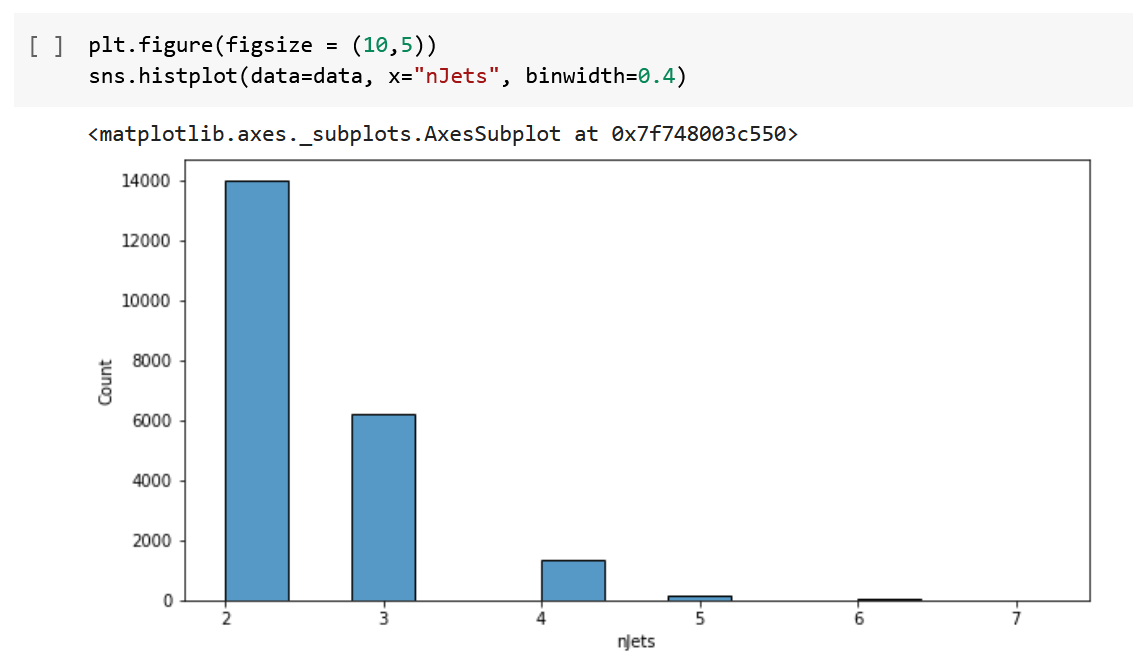 [ ] plt.figure(figsize = (10,5))
sns.histplot(data=data, x="nJets", binwidth=0.4)
<matplotlib.axes._subplots.AxesSubplot at 0x7f748003c550>
14000
12000
10000
8000
6000
4000
2000
0
Count
2 3 4 5 6 7
nJets